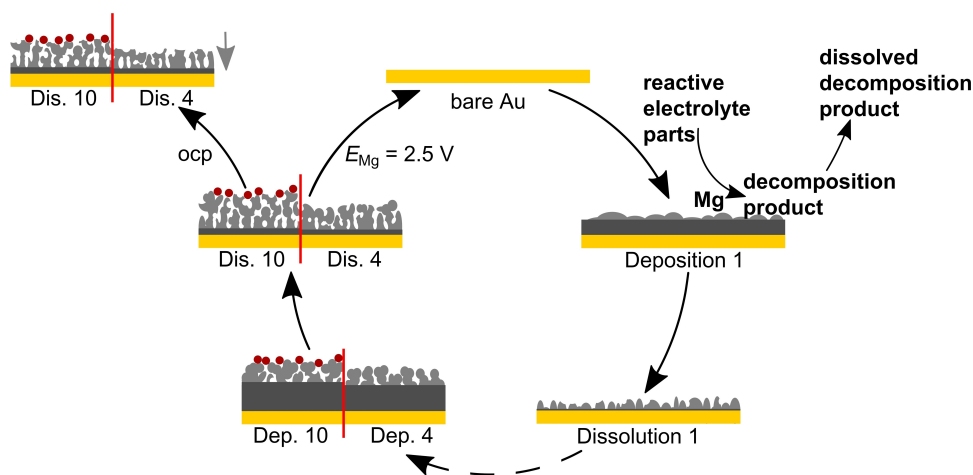 Dis. 10 Dis. 4
ocp
bare Au
E_Mg = 2.5 V
reactive
electrolyte
parts
dissolved
decomposition
product
Mg
decomposition
product
Deposition 1
Dis. 10 Dis. 4
Dep. 10 Dep. 4
Dissolution 1